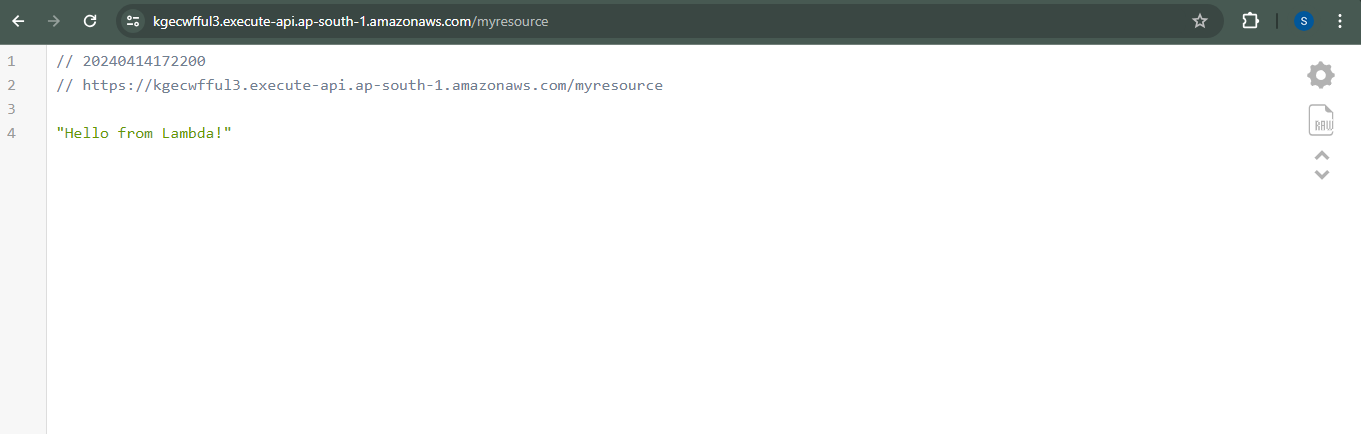 kgecwfful3.execute-api.ap-south-1.amazonaws.com/myresource
S
1 // 20240414172200
2 // https://kgecwfful3.execute-api.ap-south-1.amazonaws.com/myresource
3
4 "Hello from Lambda!"
RAW